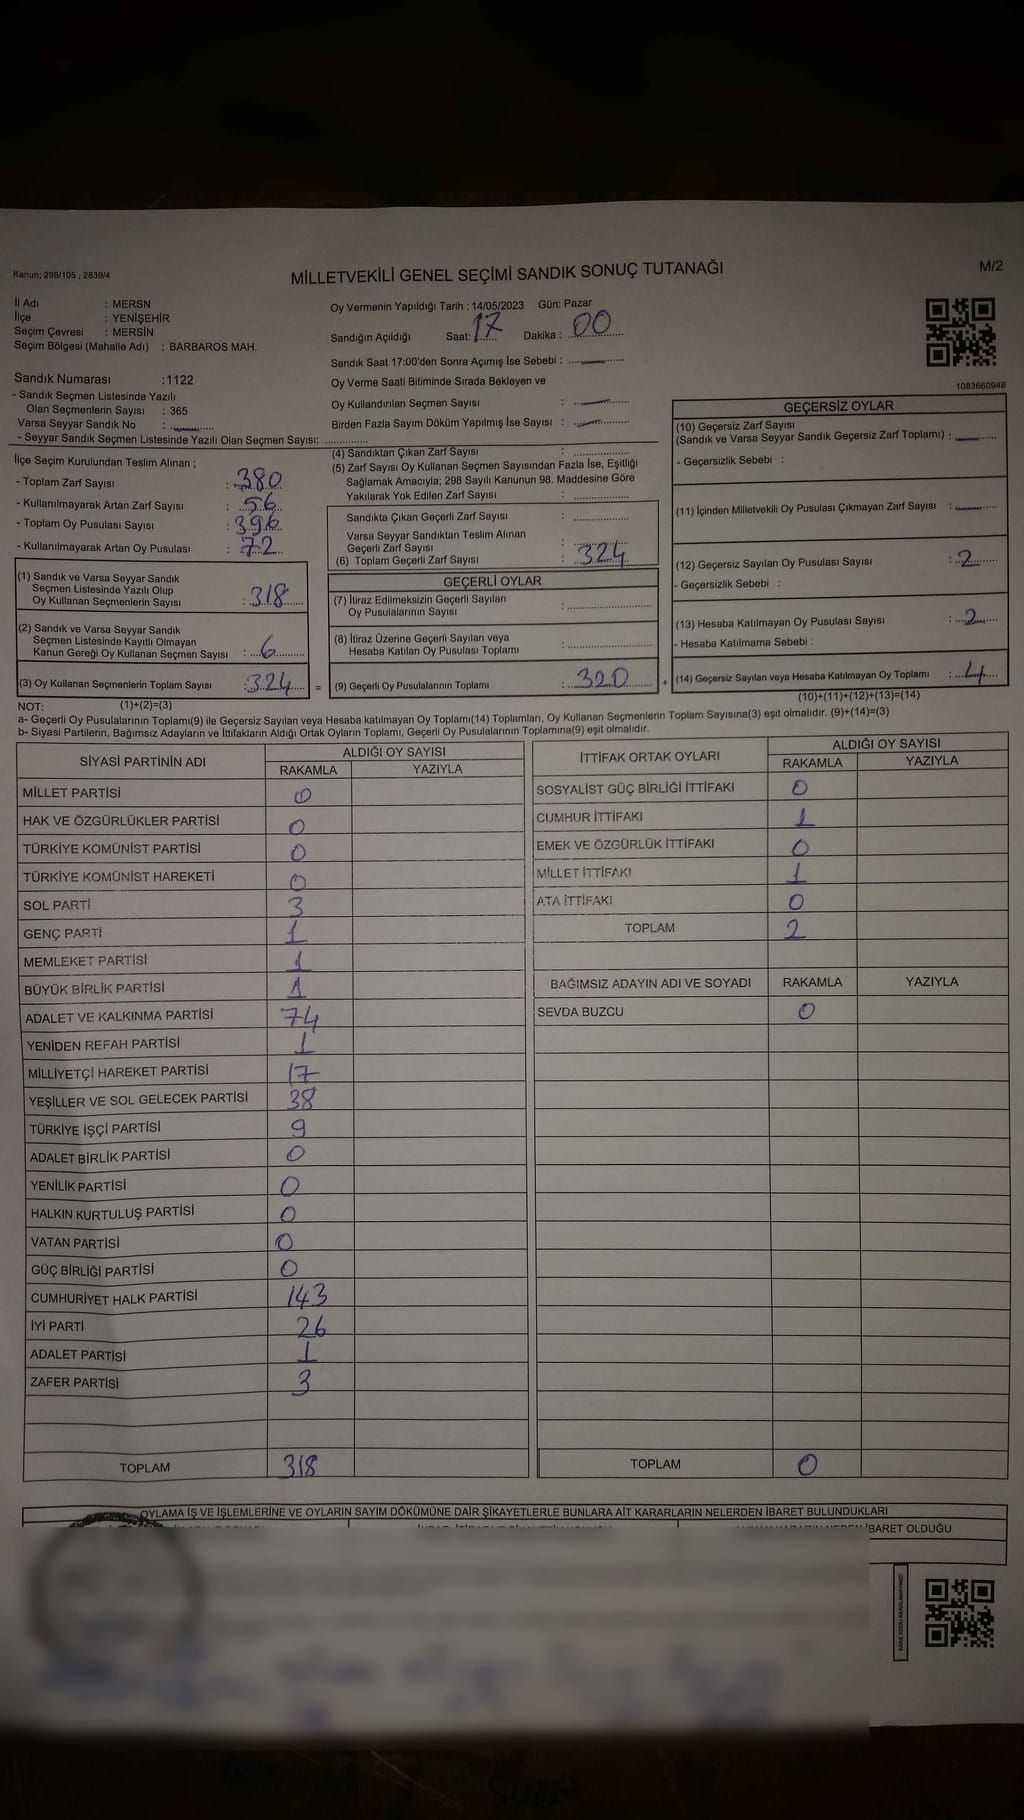 Kanun; 298/105 , 2839/4
MİLLETVEKİLİ GENEL SEÇİMİ SANDIK SONUÇ TUTANAĞI
M/2
İl Adı : MERSN
İlçe : YENİŞEHİR
Seçim Çevresi : MERSİN
Seçim Bölgesi (Mahalle Adı) : BARBAROS MAH.
Sandık Numarası :1122
- Sandık Seçmen Listesinde Yazılı
Olan Seçmenlerin Sayısı : 365
Varsa Seyyar Sandık No :
- Seyyar Sandık Seçmen Listesinde Yazılı Olan Seçmen Sayısı:
Oy Vermenin Yapıldığı Tarih : 14/05/2023 Gün: Pazar
Sandığın Açıldığı Saat: 17 Dakika : 00
Sandık Saat 17:00'den Sonra Açımış İse Sebebi :
Oy Verme Saati Bitiminde Sırada Bekleyen ve
Oy Kullandırılan Seçmen Sayısı :
Birden Fazla Sayım Döküm Yapılmış İse Sayısı :
1083660948
İlçe Seçim Kurulundan Teslim Alınan ;
- Toplam Zarf Sayısı : 380
- Kullanılmayarak Artan Zarf Sayısı : 56
- Toplam Oy Pusulası Sayısı : 396
- Kullanılmayarak Artan Oy Pusulası : 72
(4) Sandıktan Çıkan Zarf Sayısı :
(5) Zarf Sayısı Oy Kullanan Seçmen Sayısından Fazla İse, Eşitliği
Sağlamak Amacıyla; 298 Sayılı Kanunun 98. Maddesine Göre
Yakılarak Yok Edilen Zarf Sayısı :
Sandıkta Çıkan Geçerli Zarf Sayısı :
Varsa Seyyar Sandıktan Teslim Alınan
Geçerli Zarf Sayısı :
(6) Toplam Geçerli Zarf Sayısı : 324
GEÇERSİZ OYLAR
(10) Geçersiz Zarf Sayısı
(Sandık ve Varsa Seyyar Sandık Geçersiz Zarf Toplamı) :
- Geçersizlik Sebebi :
(11) İçinden Milletvekili Oy Pusulası Çıkmayan Zarf Sayısı :
(12) Geçersiz Sayılan Oy Pusulası Sayısı : 2
- Geçersizlik Sebebi :
(13) Hesaba Katılmayan Oy Pusulası Sayısı : 2
- Hesaba Katılmama Sebebi :
(14) Geçersiz Sayılan veya Hesaba Katılmayan Oy Toplamı : 4
(10)+(11)+(12)+(13)=(14)
(1) Sandık ve Varsa Seyyar Sandık
Seçmen Listesinde Yazılı Olup
Oy Kullanan Seçmenlerin Sayısı : 318
(2) Sandık ve Varsa Seyyar Sandık
Seçmen Listesinde Kayıtlı Olmayan
Kanun Gereği Oy Kullanan Seçmen Sayısı : 6
(3) Oy Kullanan Seçmenlerin Toplam Sayısı : 324 =
GEÇERLİ OYLAR
(7) İtiraz Edilmeksizin Geçerli Sayılan
Oy Pusulalarının Sayısı :
(8) İtiraz Üzerine Geçerli Sayılan veya
Hesaba Katılan Oy Pusulası Toplamı :
(9) Geçerli Oy Pusulalarının Toplamı : 320 +
NOT: (1)+(2)=(3)
a- Geçerli Oy Pusulalarının Toplamı(9) ile Geçersiz Sayılan veya Hesaba katılmayan Oy Toplamı(14) Toplamları, Oy Kullanan Seçmenlerin Toplam Sayısına(3) eşit olmalıdır. (9)+(14)=(3)
b- Siyasi Partilerin, Bağımsız Adayların ve İttifakların Aldığı Ortak Oyların Toplamı, Geçerli Oy Pusulalarının Toplamına(9) eşit olmalıdır.
SİYASİ PARTİNİN ADI ALDIĞI OY SAYISI
RAKAMLA YAZIYLA
MİLLET PARTİSİ 0
HAK VE ÖZGÜRLÜKLER PARTİSİ 0
TÜRKİYE KOMÜNİST PARTİSİ 0
TÜRKİYE KOMÜNİST HAREKETİ 0
SOL PARTİ 3
GENÇ PARTİ 1
MEMLEKET PARTİSİ 1
BÜYÜK BİRLİK PARTİSİ 1
ADALET VE KALKINMA PARTİSİ 74
YENİDEN REFAH PARTİSİ 1
MİLLİYETÇİ HAREKET PARTİSİ 17
YEŞİLLER VE SOL GELECEK PARTİSİ 38
TÜRKİYE İŞÇİ PARTİSİ 9
ADALET BİRLİK PARTİSİ 0
YENİLİK PARTİSİ 0
HALKIN KURTULUŞ PARTİSİ 0
VATAN PARTİSİ 0
GÜÇ BİRLİĞİ PARTİSİ 0
CUMHURİYET HALK PARTİSİ 143
İYİ PARTİ 26
ADALET PARTİSİ 1
ZAFER PARTİSİ 3
TOPLAM 318
İTTİFAK ORTAK OYLARI ALDIĞI OY SAYISI
RAKAMLA YAZIYLA
SOSYALİST GÜÇ BİRLİĞİ İTTİFAKI 0
CUMHUR İTTİFAKI 1
EMEK VE ÖZGÜRLÜK İTTİFAKI 0
MİLLET İTTİFAKI 1
ATA İTTİFAKI 0
TOPLAM 2
BAĞIMSIZ ADAYIN ADI VE SOYADI RAKAMLA YAZIYLA
SEVDA BUZCU 0
TOPLAM 0
OYLAMA İŞ VE İŞLEMLERİNE VE OYLARIN SAYIM DÖKÜMÜNE DAİR ŞİKAYETLERLE BUNLARA AİT KARARLARIN NELERDEN İBARET BULUNDUKLARI
İBARET OLDUĞU